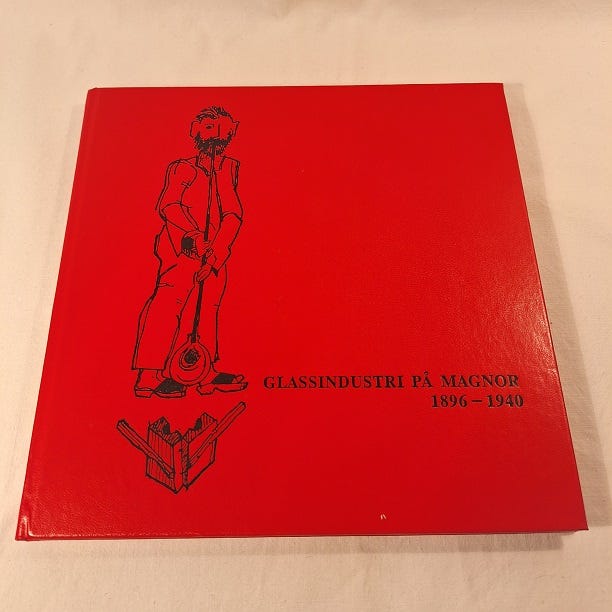 GLASSINDUSTRI PÅ MAGNOR
1896 – 1940